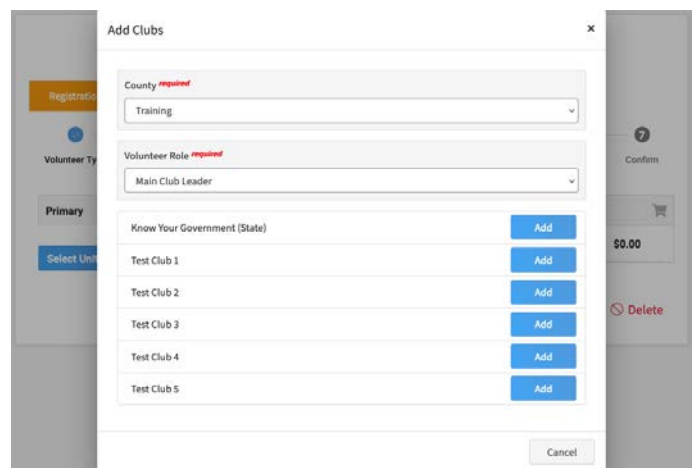 Add Clubs
×
County required
Training
Volunteer Role required
Main Club Leader
Know Your Government (State) Add
Test Club 1 Add
Test Club 2 Add
Test Club 3 Add
Test Club 4 Add
Test Club 5 Add
Cancel
Registratio
Volunteer Ty
7
Confirm
Primary
Select Unit
$0.00
Delete